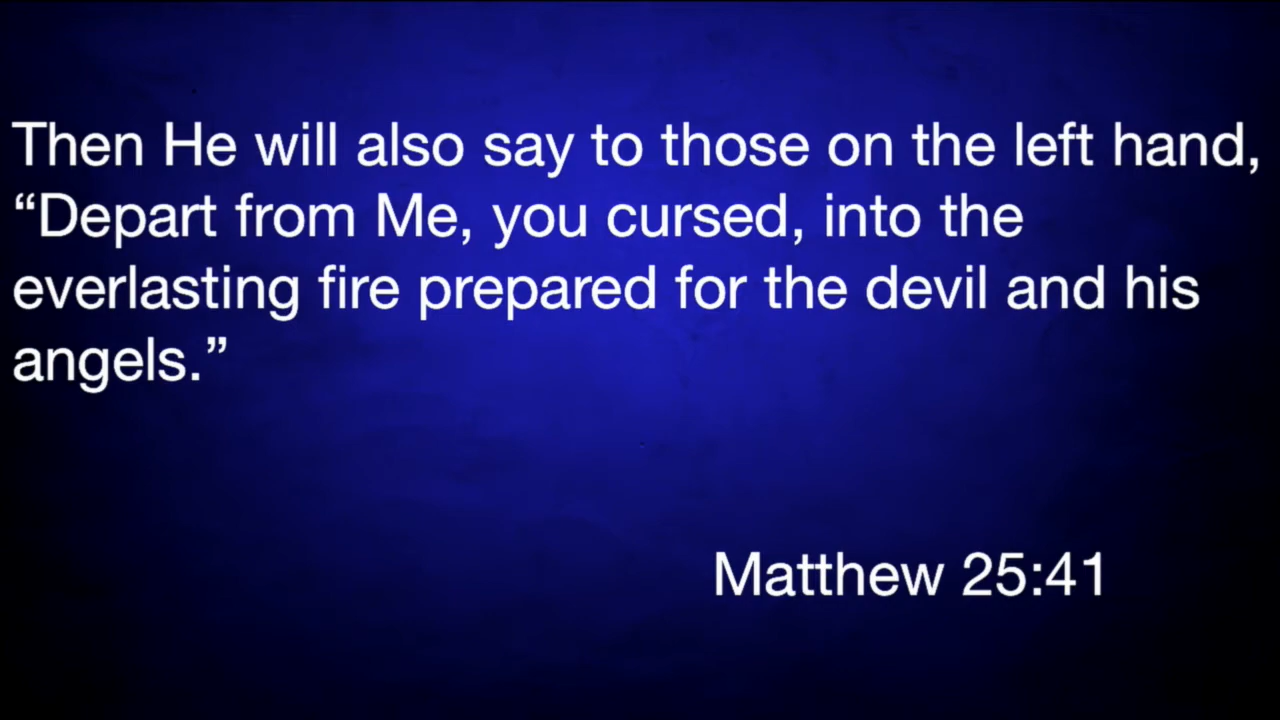 Then He will also say to those on the left hand,
“Depart from Me, you cursed, into the
everlasting fire prepared for the devil and his
angels.”
Matthew 25:41